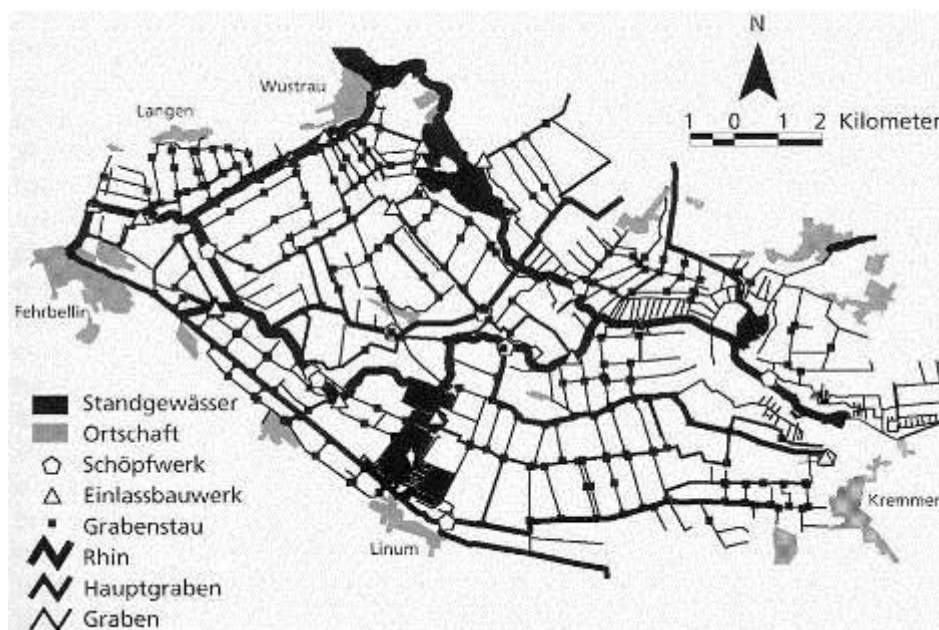 N
Wustrau
Langen
1 0 1 2 Kilometer
Fehrbellin
Standgewässer
Ortschaft
Schöpfwerk
Einlassbauwerk
Grabenstau
Kremmen
Linum
Rhin
Hauptgraben
Graben